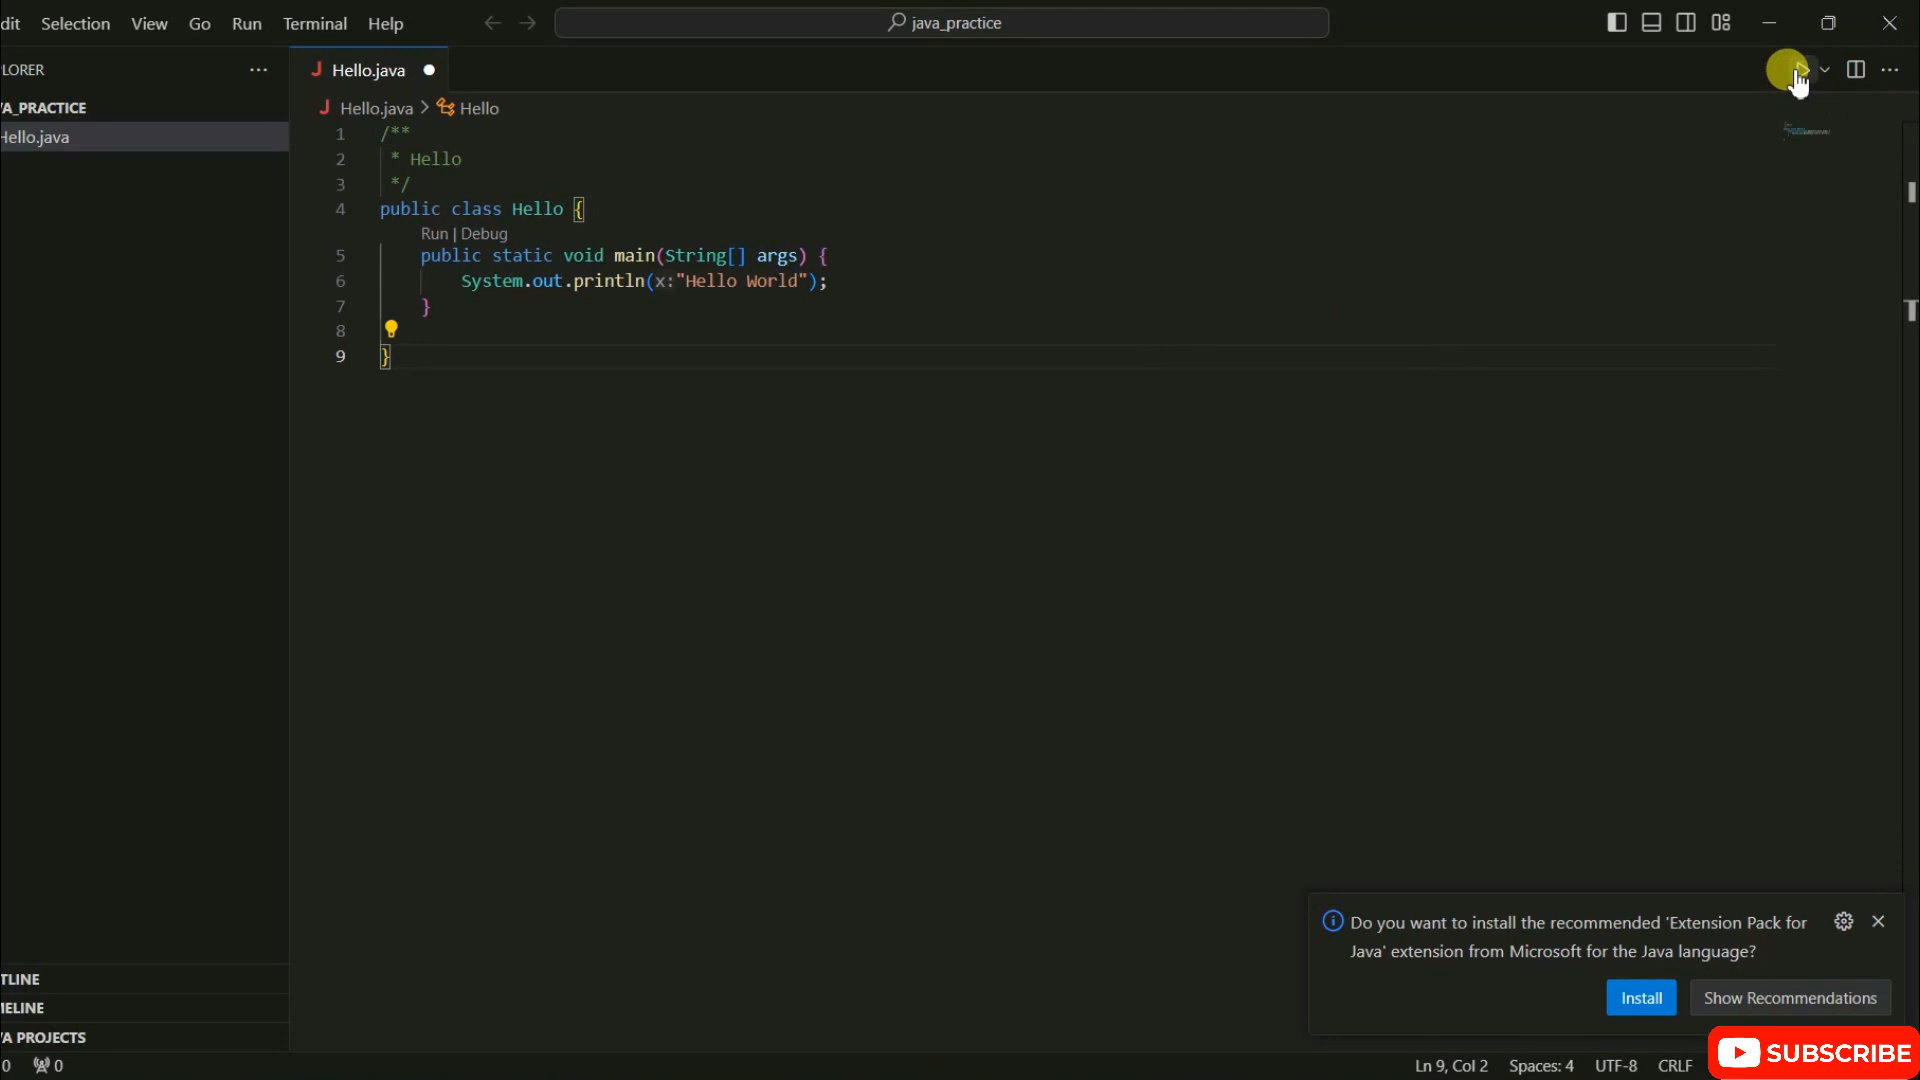 dit Selection View Go Run Terminal Help java_practice
LORER
Hello.java
VA_PRACTICE
Hello.java > Hello
Hello.java
1 /**
2 * Hello
3 */
4 public class Hello {
Run | Debug
5 public static void main(String[] args) {
6 System.out.println(x:"Hello World");
7 }
8
9 }
Do you want to install the recommended 'Extension Pack for
Java' extension from Microsoft for the Java language?
Install Show Recommendations
TLINE
MELINE
VA PROJECTS
0 0 Ln 9, Col 2 Spaces: 4 UTF-8 CRLF
SUBSCRIBE